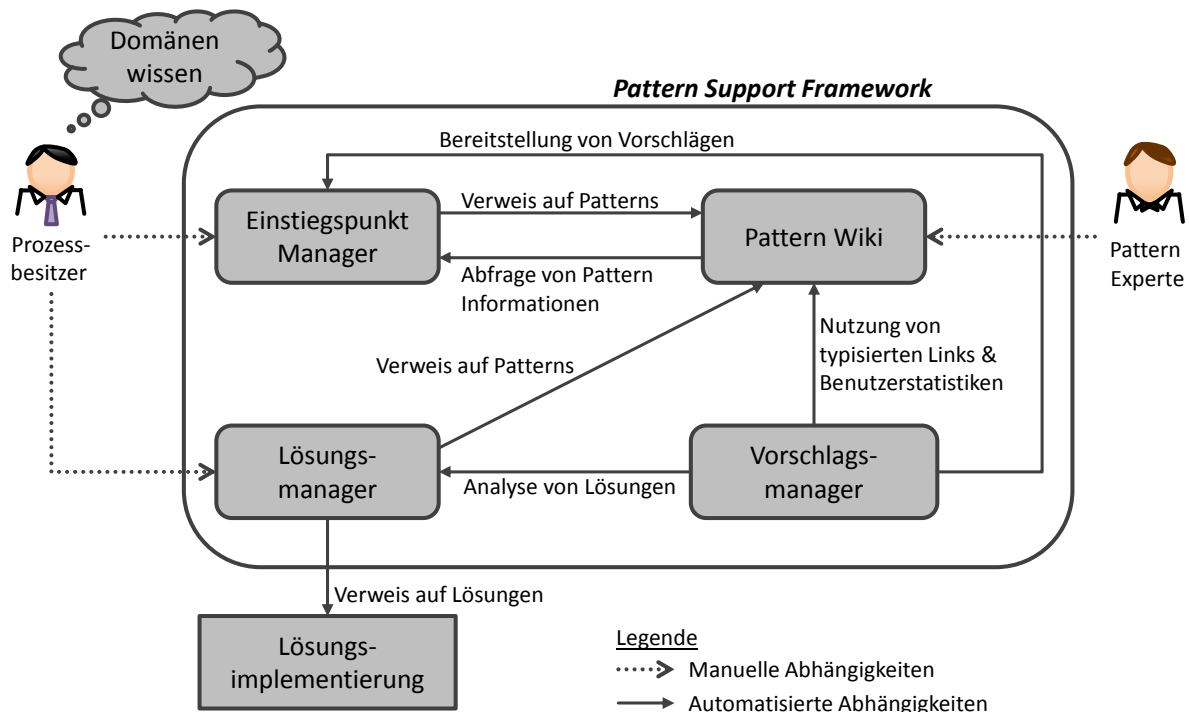 Domänen
wissen
Pattern Support Framework
Bereitstellung von Vorschlägen
Prozess-
besitzer
Einstiegspunkt
Manager
Verweis auf Patterns
Abfrage von Pattern
Informationen
Pattern Wiki
Pattern
Experte
Verweis auf Patterns
Nutzung von
typisierten Links &
Benutzerstatistiken
Lösungs-
manager
Analyse von Lösungen
Vorschlags-
manager
Verweis auf Lösungen
Lösungs-
implementierung
Legende
Manuelle Abhängigkeiten
Automatisierte Abhängigkeiten